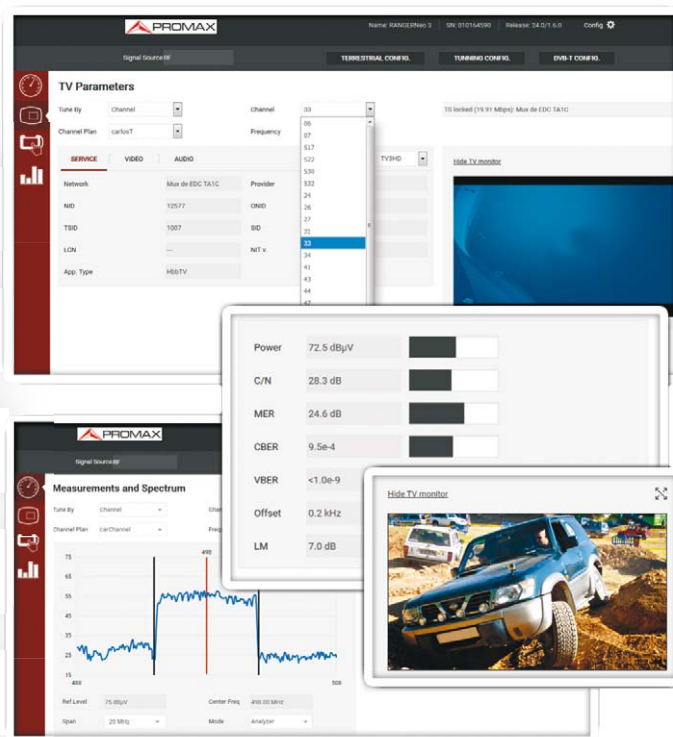 PROMAX
Name: RANGERNeo 3 SN: 010164590 Release: 24.0/1.6.0 Config
Signal Source RF TERRESTRIAL CONFIG. TUNNING CONFIG. DVB-T CONFIG.
TV Parameters
Tune By Channel Channel 33 TS locked (19.91 Mbps): Mux de EDC TA1C
Channel Plan carlosT Frequency
06
07
S17
S22
S30
S32
24
26
27
31
33
34
41
43
44
47
SERVICE VIDEO AUDIO TV3HD Hide TV monitor
Network Mux de EDC TA1C Provider
NID 12577 ONID
TSID 1007 SID
LCN --- NIT v.
App. Type HbbTV
Power 72.5 dBµV
C/N 28.3 dB
MER 24.6 dB
CBER 9.5e-4
VBER <1.0e-9
Offset 0.2 kHz
LM 7.0 dB
PROMAX
Signal Source RF
Measurements and Spectrum
Tune By Channel
Channel Plan carChannel
490
75
65
55
45
35
25
15
480
500
Ref.Level 75 dBµV Center Freq 490.00 MHz
Span 20 MHz Mode Analyzer
Hide TV monitor